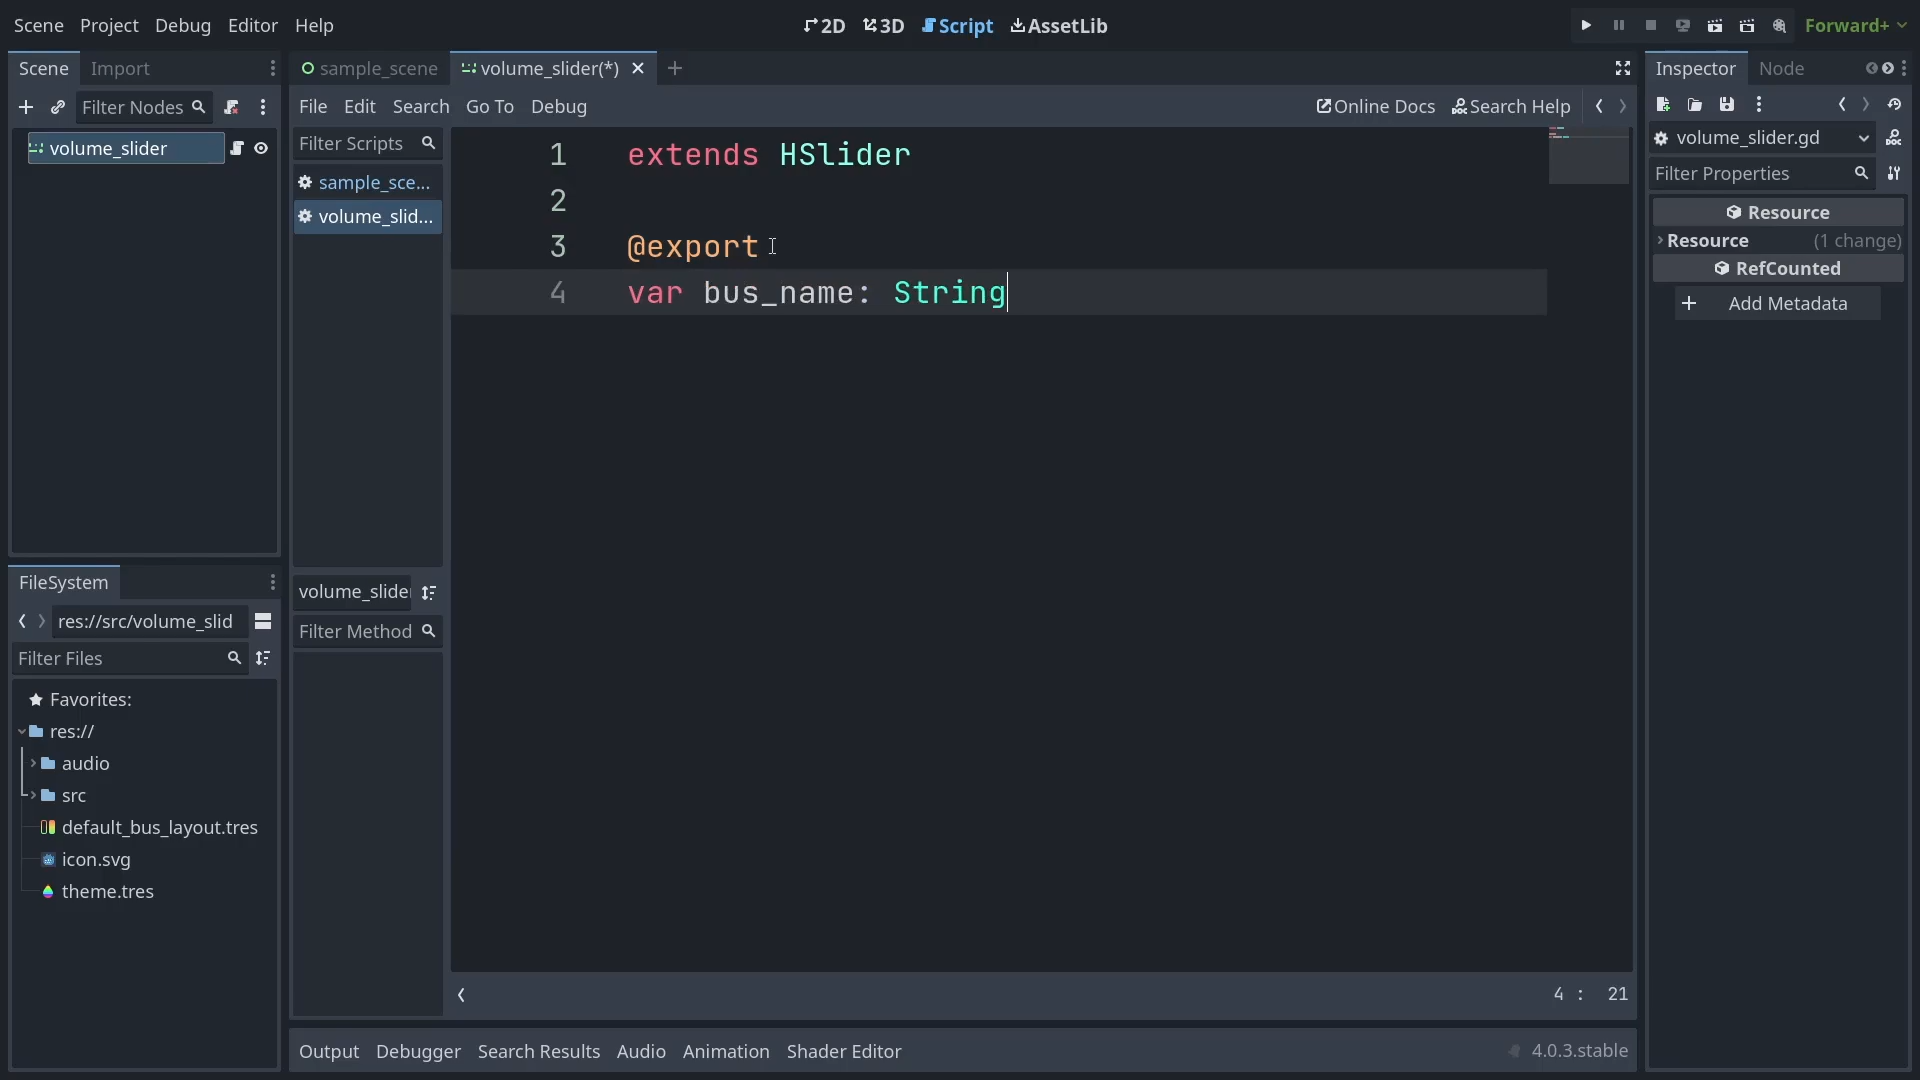 Scene Project Debug Editor Help
2D 3D Script AssetLib
Forward+
Scene Import
sample_scene volume_slider(*)
Inspector Node
Filter Nodes
File Edit Search Go To Debug
Online Docs Search Help
volume_slider
Filter Scripts
sample_sce...
volume_slid...
1 extends HSlider
2
3 @export
4 var bus_name: String
volume_slider.gd
Filter Properties
Resource
Resource (1 change)
RefCounted
Add Metadata
FileSystem
res://src/volume_slid
Filter Files
Favorites:
res://
audio
src
default_bus_layout.tres
icon.svg
theme.tres
volume_slider
Filter Method
4 : 21
Output Debugger Search Results Audio Animation Shader Editor
4.0.3.stable